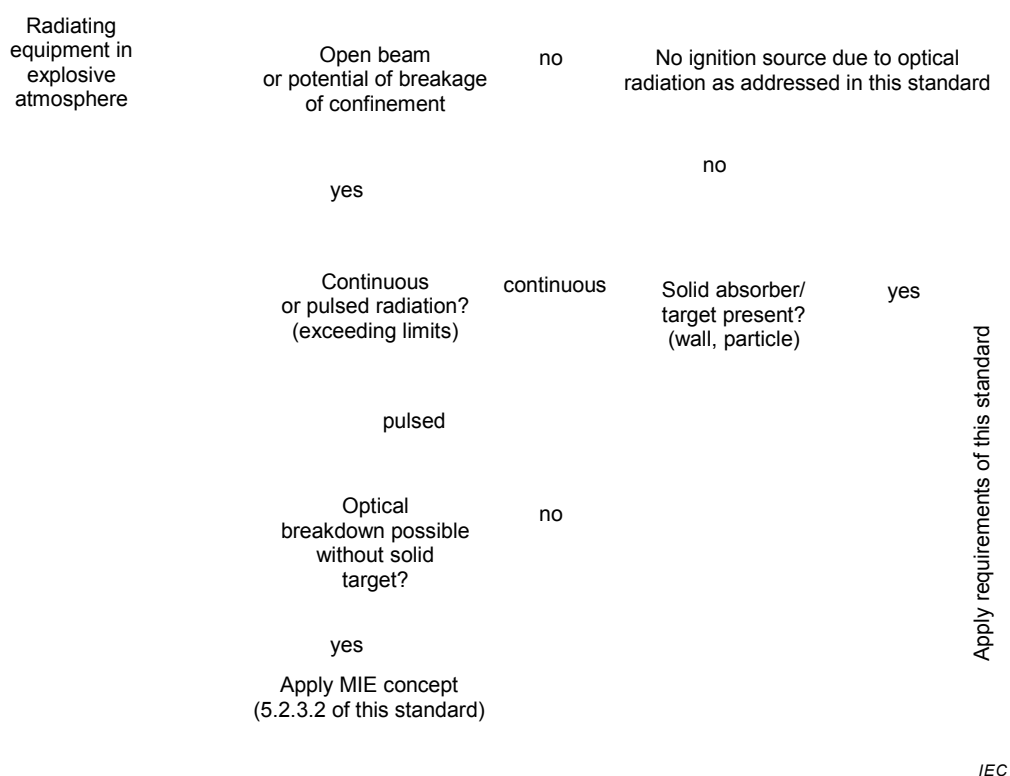 Radiating
equipment in
explosive
atmosphere
Open beam
or potential of breakage
of confinement
no
No ignition source due to optical
radiation as addressed in this standard
yes
no
Continuous
or pulsed radiation?
(exceeding limits)
continuous
Solid absorber/
target present?
(wall, particle)
yes
pulsed
Optical
breakdown possible
without solid
target?
no
Apply requirements of this standard
yes
Apply MIE concept
(5.2.3.2 of this standard)
IEC